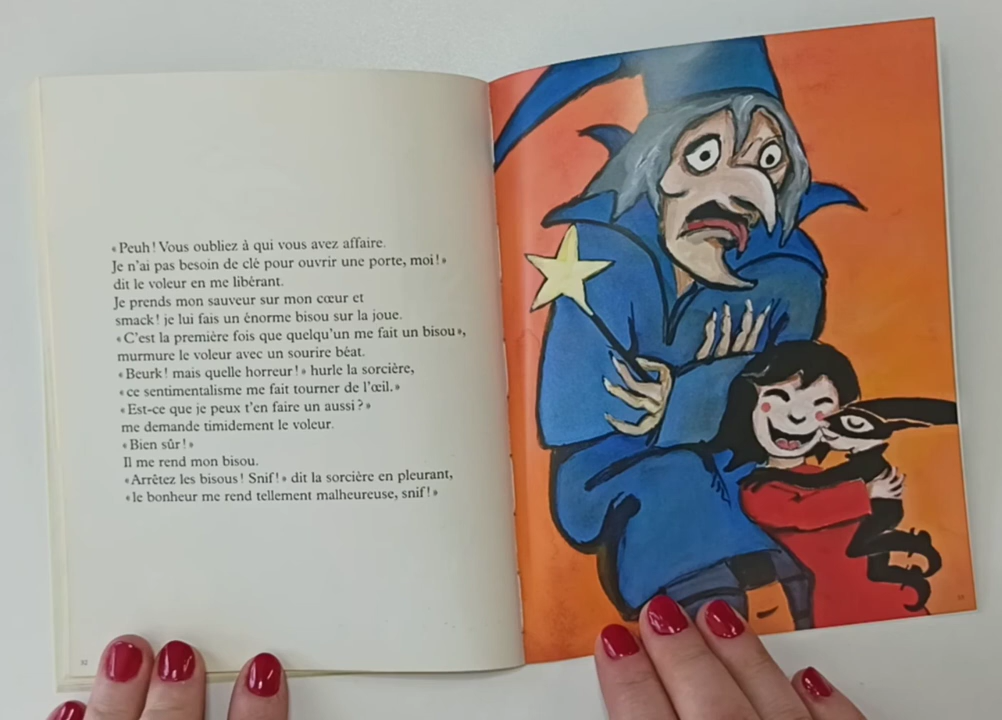 « Peuh ! Vous oubliez à qui vous avez affaire.
Je n'ai pas besoin de clé pour ouvrir une porte, moi ! »
dit le voleur en me libérant.
Je prends mon sauveur sur mon cœur et
smack ! je lui fais un énorme bisou sur la joue.
« C'est la première fois que quelqu'un me fait un bisou »,
murmure le voleur avec un sourire béat.
« Beurk ! mais quelle horreur ! » hurle la sorcière,
« ce sentimentalisme me fait tourner de l'œil. »
« Est-ce que je peux t'en faire un aussi ? »
me demande timidement le voleur.
« Bien sûr ! »
Il me rend mon bisou.
« Arrêtez les bisous ! Snif ! » dit la sorcière en pleurant,
« le bonheur me rend tellement malheureuse, snif ! »
32